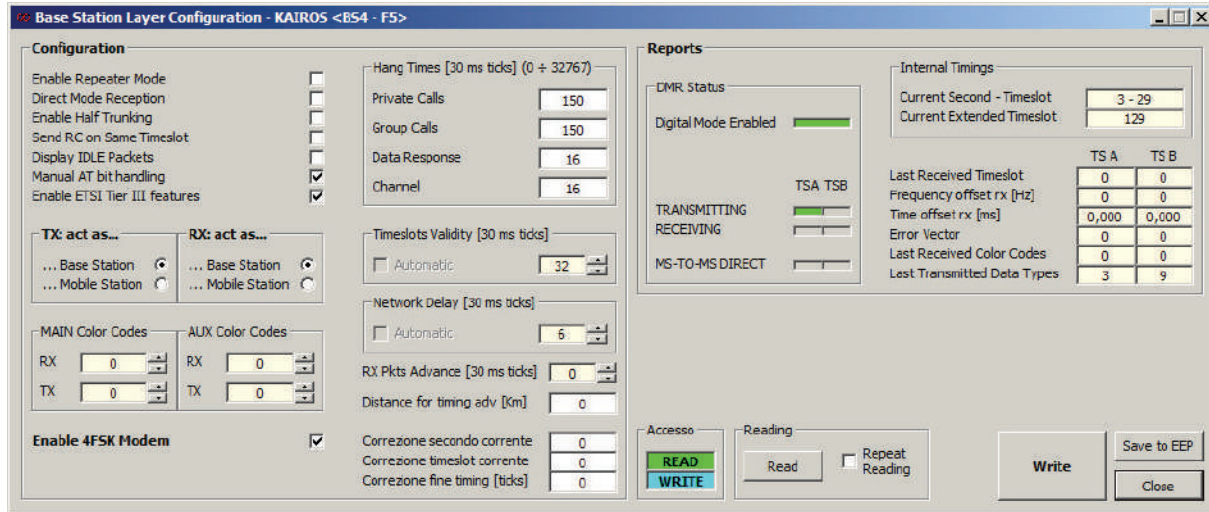 Base Station Layer Configuration - KAIROS <BS4 - F5>
Configuration
Enable Repeater Mode
Direct Mode Reception
Enable Half Trunking
Send RC on Same Timeslot
Display IDLE Packets
Manual AT bit handling
Enable ETSI Tier III features
TX: act as...
... Base Station
... Mobile Station
RX: act as...
... Base Station
... Mobile Station
MAIN Color Codes
RX 0
TX 0
AUX Color Codes
RX 0
TX 0
Enable 4FSK Modem
Hang Times [30 ms ticks] (0 ÷ 32767)
Private Calls 150
Group Calls 150
Data Response 16
Channel 16
Timeslots Validity [30 ms ticks]
Automatic 32
Network Delay [30 ms ticks]
Automatic 6
RX Pkts Advance [30 ms ticks] 0
Distance for timing adv [Km] 0
Correzone secondo corrente 0
Correzone timeslot corrente 0
Correzone fine timing [ticks] 0
Reports
DMR Status
Digital Mode Enabled
TSA TSB
TRANSMITTING
RECEIVING
MS-TO-MS DIRECT
Internal Timings
Current Second - Timeslot 3 - 29
Current Extended Timeslot 129
TS A TS B
Last Received Timeslot 0 0
Frequency offset rx [Hz] 0 0
Time offset rx [ms] 0,000 0,000
Error Vector 0 0
Last Received Color Codes 0 0
Last Transmitted Data Types 3 9
Accesso
READ
WRITE
Reading
Read
Repeat
Reading
Write
Save to EEP
Close